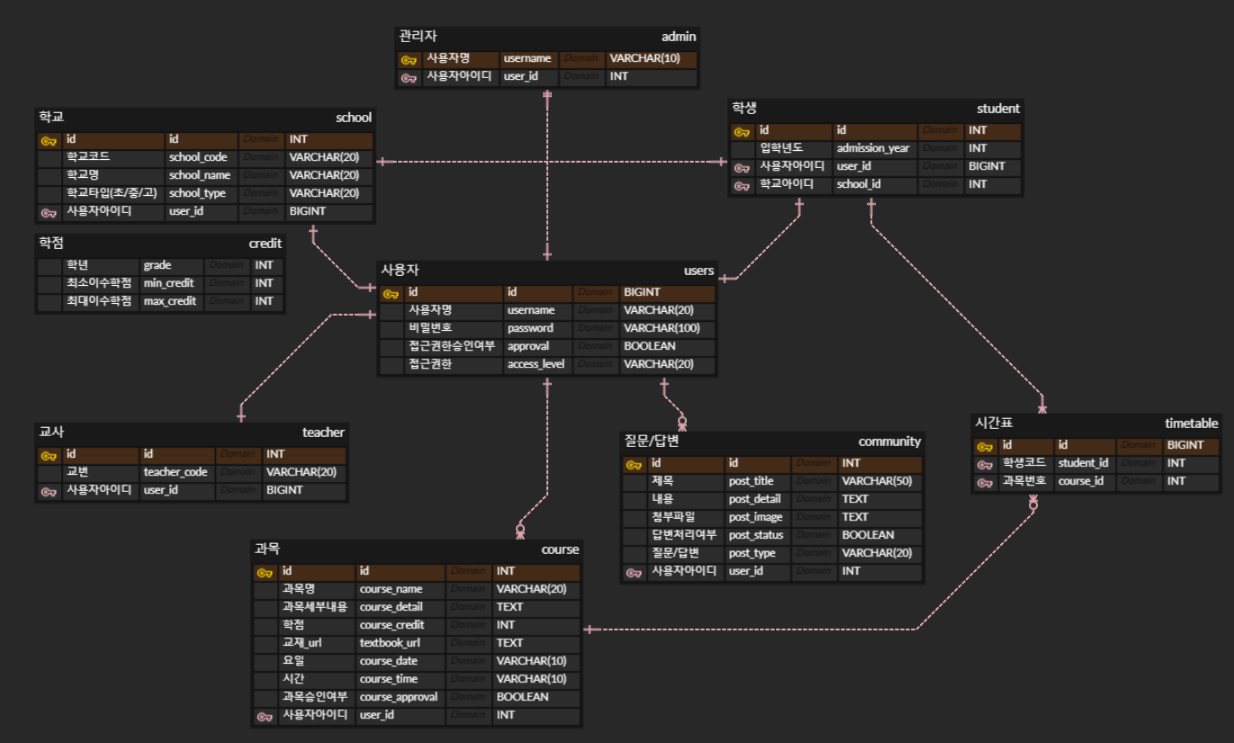 관리자 admin
사용자명 username Domain VARCHAR(10)
사용자아이디 user_id Domain INT
학교 school
id id Domain INT
학교코드 school_code Domain VARCHAR(20)
학교명 school_name Domain VARCHAR(20)
학교타입(초/중/고) school_type Domain VARCHAR(20)
사용자아이디 user_id Domain BIGINT
학생 student
id id Domain INT
입학년도 admission_year Domain INT
사용자아이디 user_id Domain BIGINT
학교아이디 school_id Domain INT
학점 credit
학년 grade Domain INT
최소이수학점 min_credit Domain INT
최대이수학점 max_credit Domain INT
사용자 users
id id Domain BIGINT
사용자명 username Domain VARCHAR(20)
비밀번호 password Domain VARCHAR(100)
접근권한승인여부 approval Domain BOOLEAN
접근권한 access_level Domain VARCHAR(20)
교사 teacher
id id Domain INT
교번 teacher_code Domain VARCHAR(20)
사용자아이디 user_id Domain BIGINT
질문/답변 community
id id Domain INT
제목 post_title Domain VARCHAR(50)
내용 post_detail Domain TEXT
첨부파일 post_image Domain TEXT
답변처리여부 post_status Domain BOOLEAN
질문/답변 post_type Domain VARCHAR(20)
사용자아이디 user_id Domain INT
시간표 timetable
id id Domain BIGINT
학생코드 student_id Domain INT
과목번호 course_id Domain INT
과목 course
id id Domain INT
과목명 course_name Domain VARCHAR(20)
과목세부내용 course_detail Domain TEXT
학점 course_credit Domain INT
교재_url textbook_url Domain TEXT
요일 course_date Domain VARCHAR(10)
시간 course_time Domain VARCHAR(10)
과목승인여부 course_approval Domain BOOLEAN
사용자아이디 user_id Domain INT